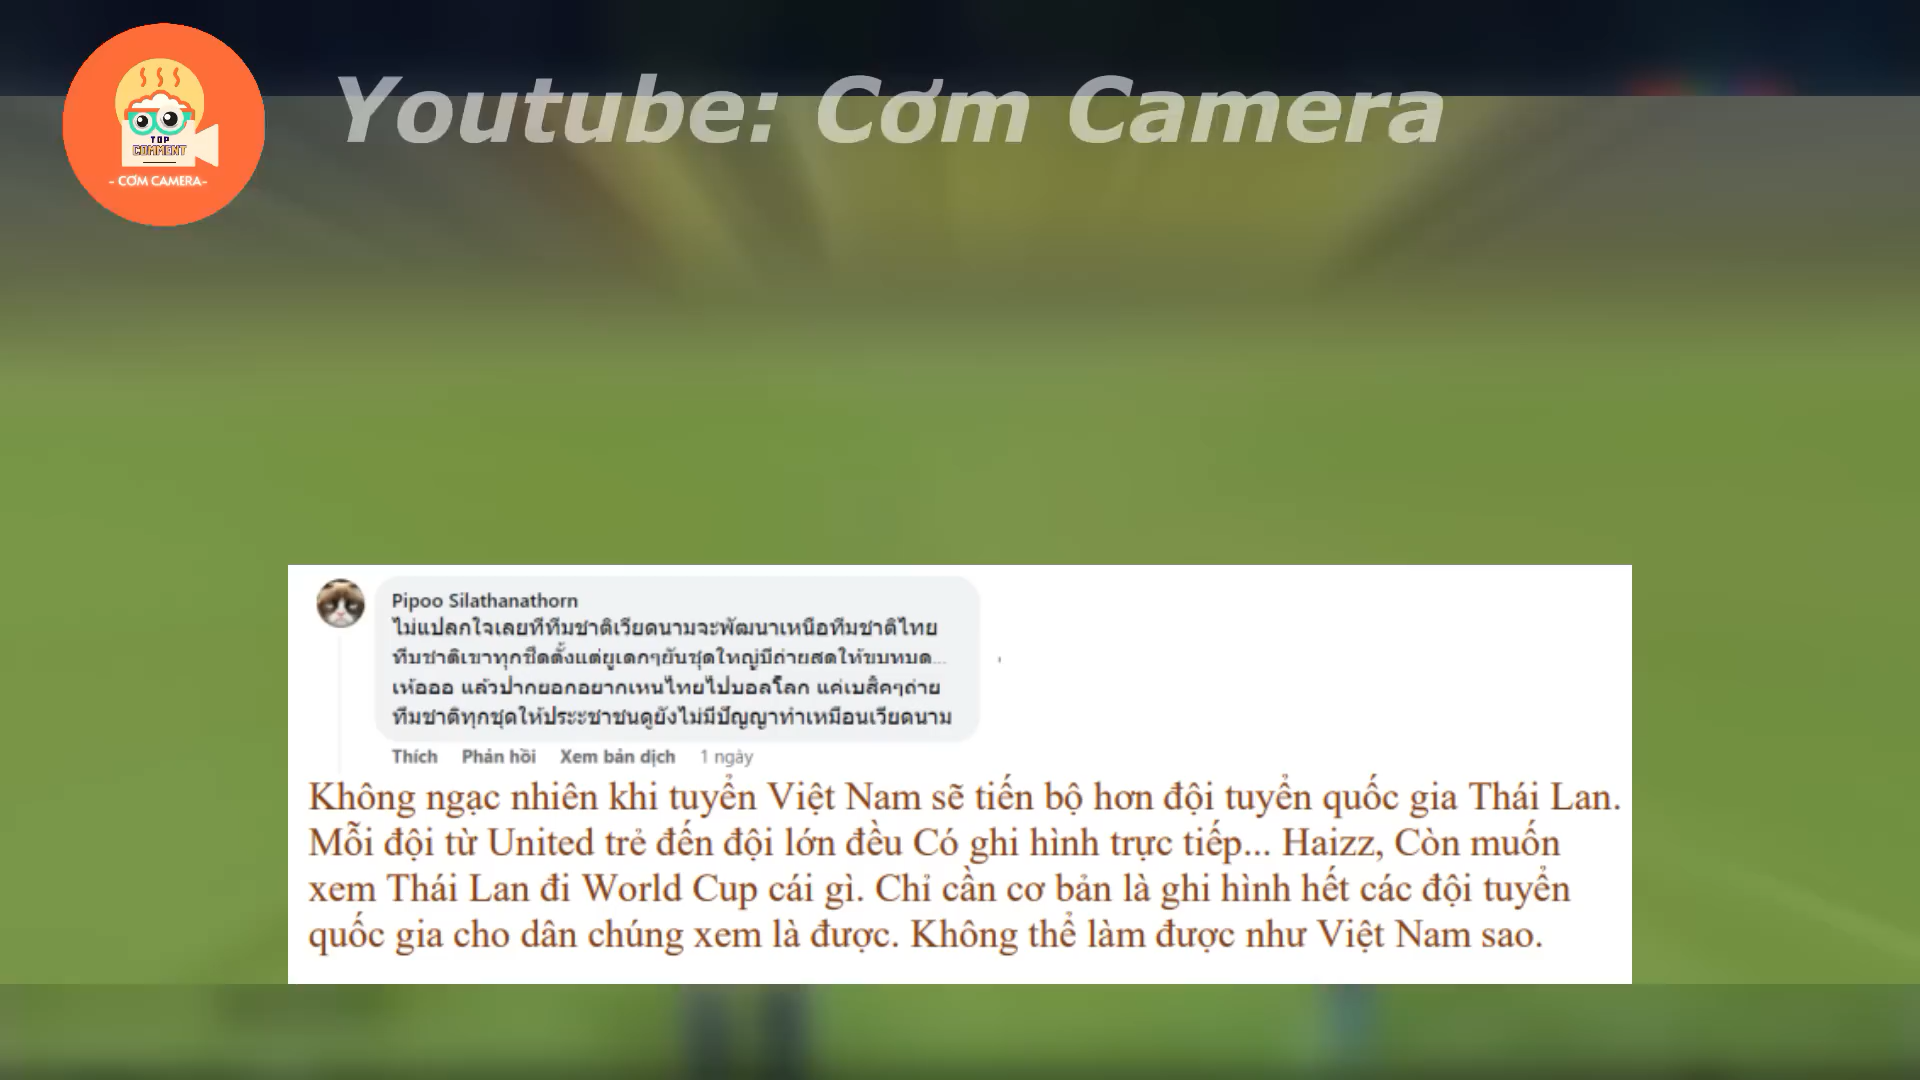 TOP
COMMENT
- CƠM CAMERA-
Youtube: Cơm Camera
Pipoo Silathanathorn
ไม่แปลกใจเลยที่ทีมชาติเวียดนามจะพัฒนาเหนือทีมชาติไทย
ทีมชาติเขาทุกชืดตั้งแต่ยูเดกๆยันชุดใหญ่มีถ่ายสดให้ชมหมด...
เห้อออ แล้วปากยอกอยากเหนไทยไปบอลโลก แค่เบสิคๆถ่าย
ทีมชาติทุกชุดให้ประะชาชนดูยังไม่มีปัญญาทำเหมือนเวียดนาม
Thích Phản hồi Xem bản dịch 1 ngày
Không ngạc nhiên khi tuyển Việt Nam sẽ tiến bộ hơn đội tuyển quốc gia Thái Lan.
Mỗi đội từ United trẻ đến đội lớn đều Có ghi hình trực tiếp... Haizz, Còn muốn
xem Thái Lan đi World Cup cái gì. Chỉ cần cơ bản là ghi hình hết các đội tuyển
quốc gia cho dân chúng xem là được. Không thể làm được như Việt Nam sao.